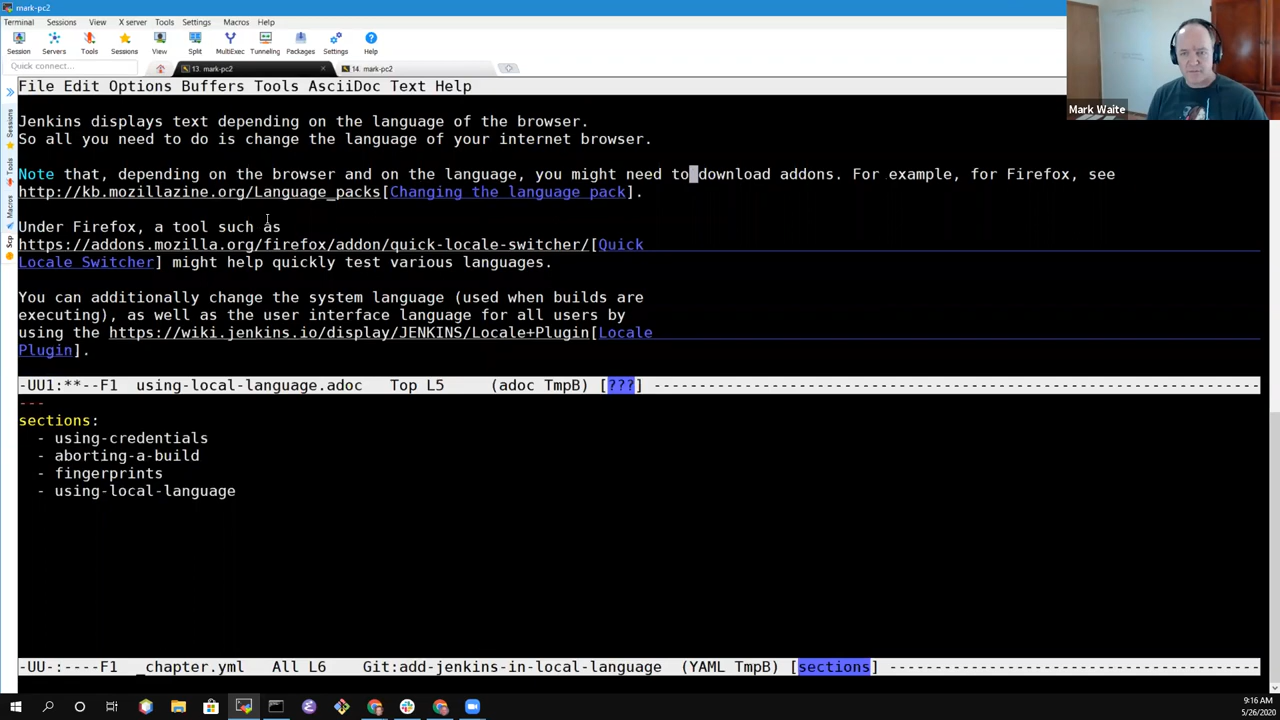 mark-pc2
Terminal Sessions View X server Tools Settings Macros Help
Session Servers Tools Sessions View Split MultiExec Tunneling Packages Settings Help
Quick connect...
13. mark-pc2
14. mark-pc2
File Edit Options Buffers Tools AsciiDoc Text Help
Sessions
Tools
Macros
Scp
Jenkins displays text depending on the language of the browser.
So all you need to do is change the language of your internet browser.
Note that, depending on the browser and on the language, you might need to download addons. For example, for Firefox, see
http://kb.mozillazine.org/Language_packs[Changing the language pack].
Under Firefox, a tool such as
https://addons.mozilla.org/firefox/addon/quick-locale-switcher/[Quick
Locale Switcher] might help quickly test various languages.
You can additionally change the system language (used when builds are
executing), as well as the user interface language for all users by
using the https://wiki.jenkins.io/display/JENKINS/Locale+Plugin[Locale
Plugin].
-UU1:**--F1 using-local-language.adoc Top L5 (adoc TmpB) [???] -------------------------------------------------------------------
---
sections:
- using-credentials
- aborting-a-build
- fingerprints
- using-local-language
-UU-:----F1 _chapter.yml All L6 Git:add-jenkins-in-local-language (YAML TmpB) [sections] -----------------------------------------
Mark Waite
9:16 AM
5/26/2020